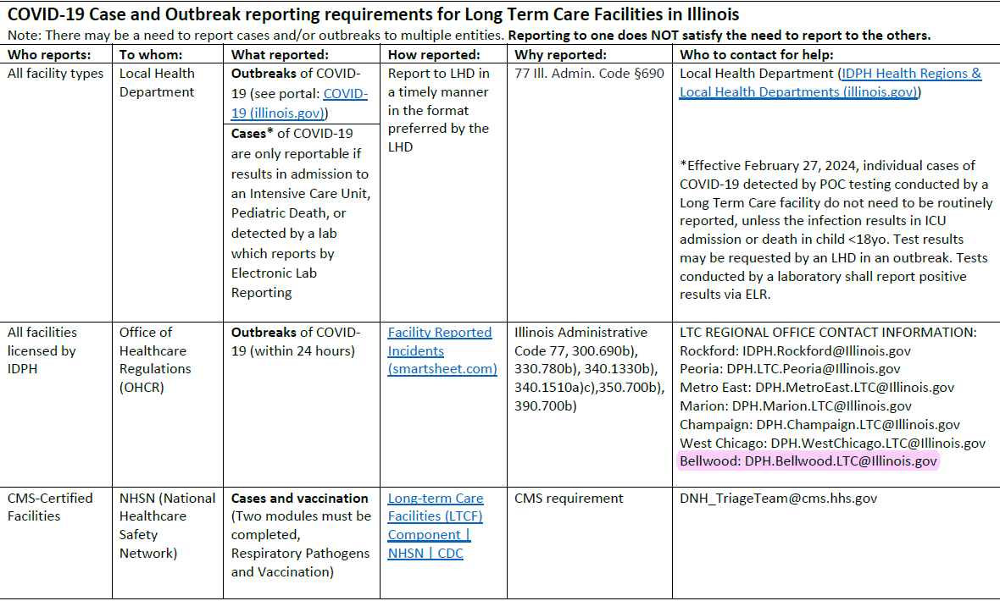 COVID-19 Case and Outbreak reporting requirements for Long Term Care Facilities in Illinois
Note: There may be a need to report cases and/or outbreaks to multiple entities. Reporting to one does NOT satisfy the need to report to the others.
Who reports: To whom: What reported: How reported: Why reported: Who to contact for help:
All facility types
Local Health
Department
Outbreaks of COVID-
19 (see portal: COVID-
19 (illinois.gov))
Cases* of COVID-19
are only reportable if
results in admission to
an Intensive Care Unit,
Pediatric Death, or
detected by a lab
which reports by
Electronic Lab
Reporting
Report to LHD in
a timely manner
in the format
preferred by the
LHD
77 Ill. Admin. Code §690
Local Health Department (IDPH Health Regions &
Local Health Departments (illinois.gov))
*Effective February 27, 2024, individual cases of
COVID-19 detected by POC testing conducted by a
Long Term Care facility do not need to be routinely
reported, unless the infection results in ICU
admission or death in child <18yo. Test results
may be requested by an LHD in an outbreak. Tests
conducted by a laboratory shall report positive
results via ELR.
All facilities
licensed by
IDPH
Office of
Healthcare
Regulations
(OHCR)
Outbreaks of COVID-
19 (within 24 hours)
Facility Reported
Incidents
(smartsheet.com)
Illinois Administrative
Code 77, 300.690b),
330.780b), 340.1330b),
340.1510a)c),350.700b),
390.700b)
LTC REGIONAL OFFICE CONTACT INFORMATION:
Rockford: IDPH.Rockford@Illinois.gov
Peoria: DPH.LTC.Peoria@Illinois.gov
Metro East: DPH.MetroEast.LTC@Illinois.gov
Marion: DPH.Marion.LTC@Illinois.gov
Champaign: DPH.Champaign.LTC@Illinois.gov
West Chicago: DPH.WestChicago.LTC@Illinois.gov
Bellwood: DPH.Bellwood.LTC@Illinois.gov
CMS-Certified
Facilities
NHSN (National
Healthcare
Safety
Network)
Cases and vaccination
(Two modules must be
completed,
Respiratory Pathogens
and Vaccination)
Long-term Care
Facilities (LTCF)
Component |
NHSN | CDC
CMS requirement
DNH_TriageTeam@cms.hhs.gov